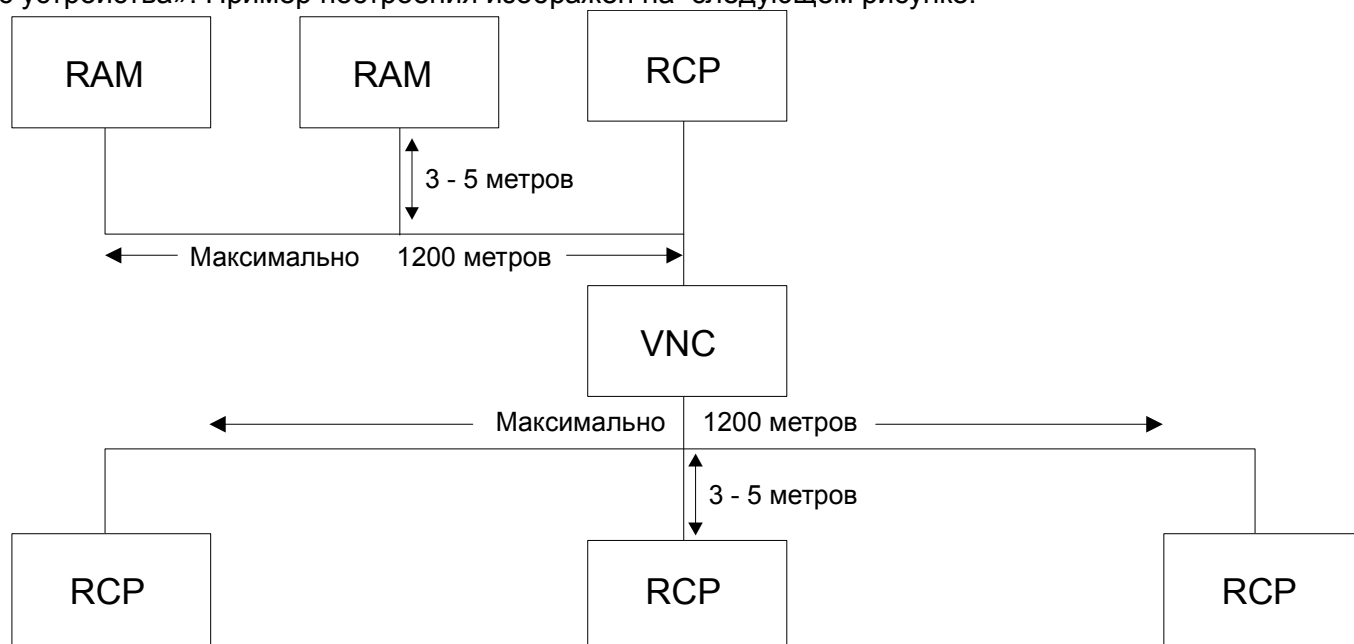 с устройства». Пример построения изображен на следующем рисунке:
RAM RAM RCP
3 - 5 метров
Максимально 1200 метров
VNC
Максимально 1200 метров
3 - 5 метров
RCP RCP RCP